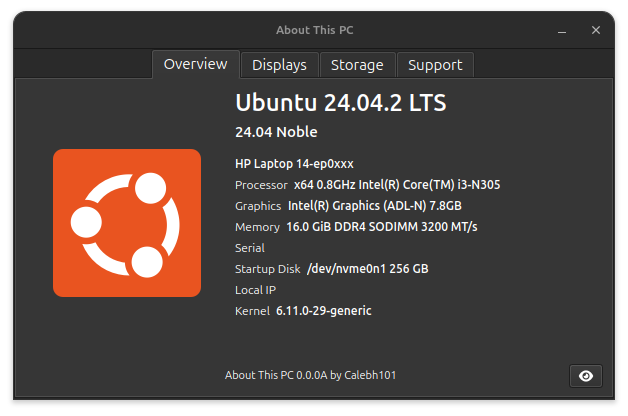 About This PC
Overview Displays Storage Support
Ubuntu 24.04.2 LTS
24.04 Noble
HP Laptop 14-ep0xxx
Processor x64 0.8GHz Intel(R) Core(TM) i3-N305
Graphics Intel(R) Graphics (ADL-N) 7.8GB
Memory 16.0 GiB DDR4 SODIMM 3200 MT/s
Serial
Startup Disk /dev/nvme0n1 256 GB
Local IP
Kernel 6.11.0-29-generic
About This PC 0.0.0A by Calebh101